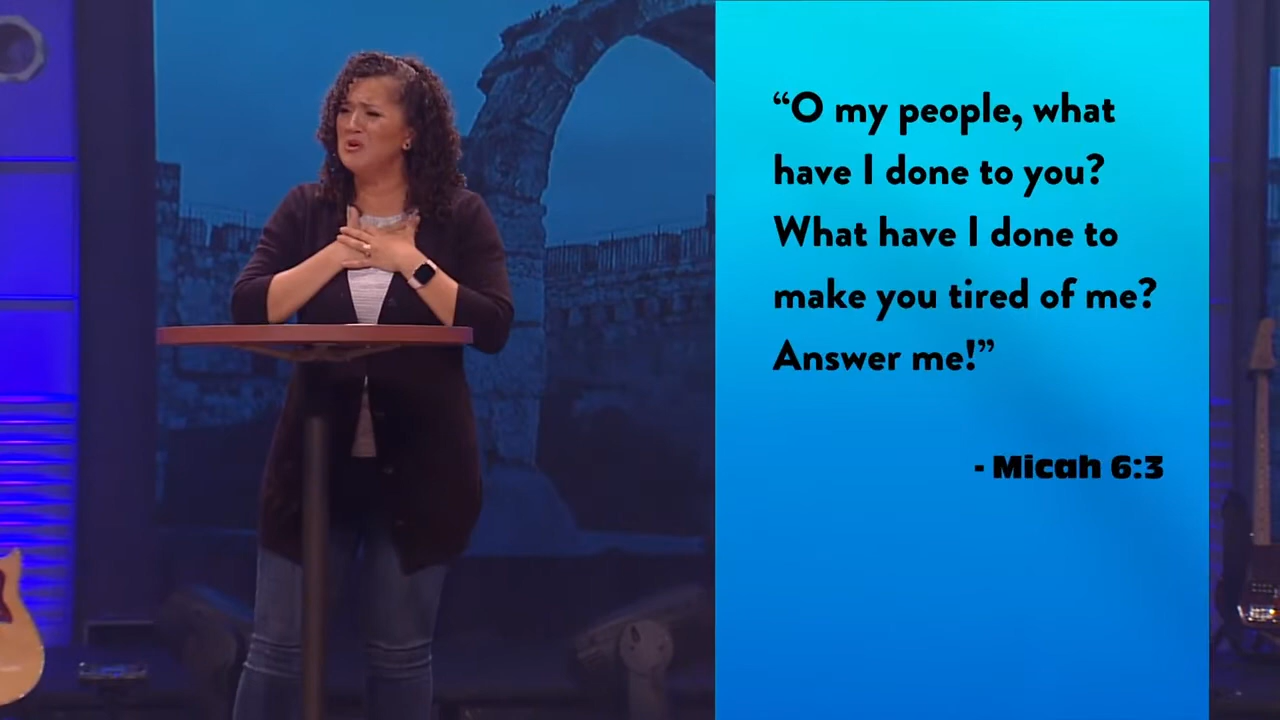 “O my people, what
have I done to you?
What have I done to
make you tired of me?
Answer me!”
- Micah 6:3